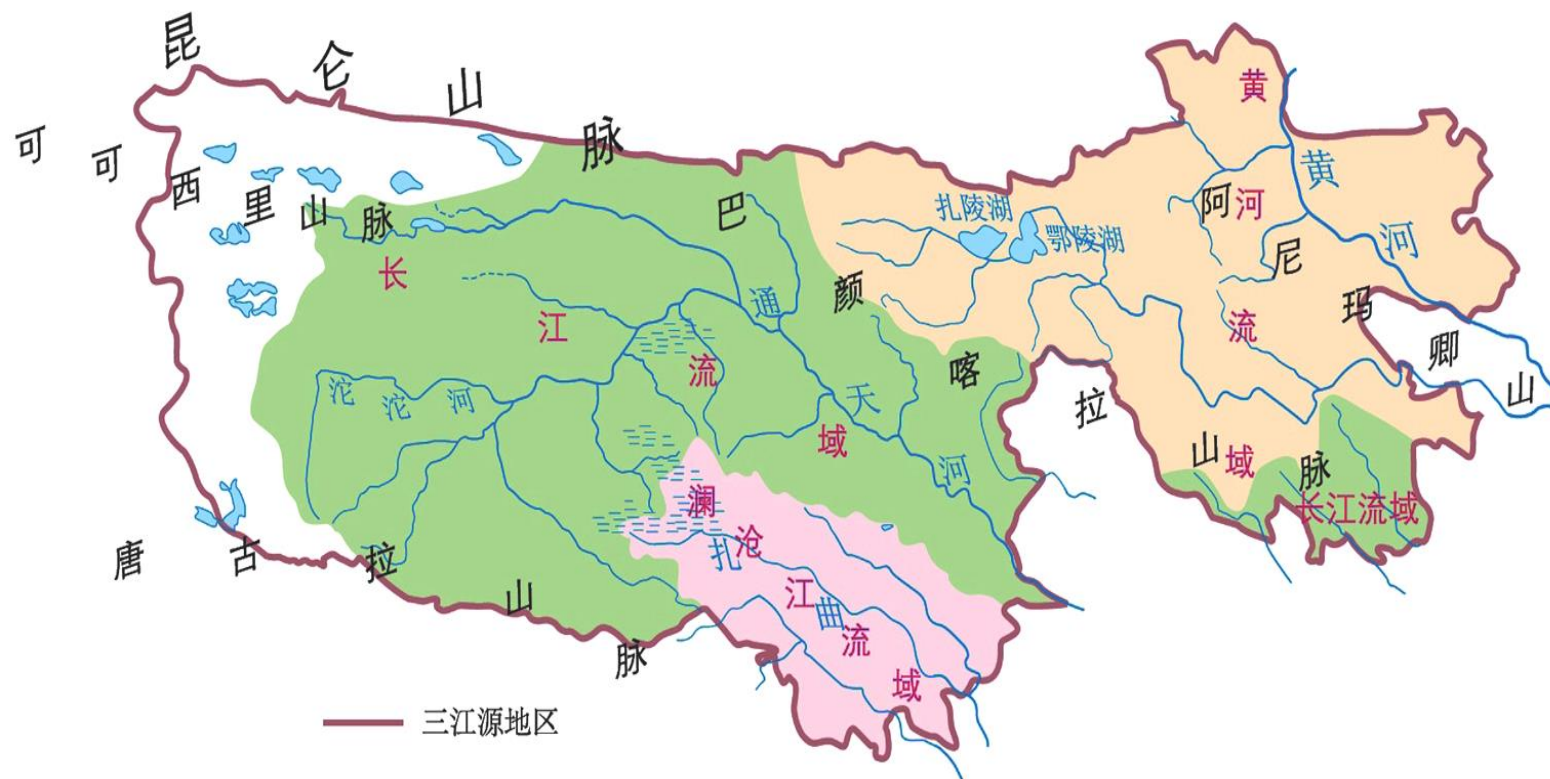 昆仑山脉
可可西里山脉
巴颜喀拉山脉
阿尼玛卿山
唐古拉山脉
黄河流域
黄河
扎陵湖
鄂陵湖
长江流域
通天河
沱沱河
澜沧江流域
扎曲
长江流域
三江源地区